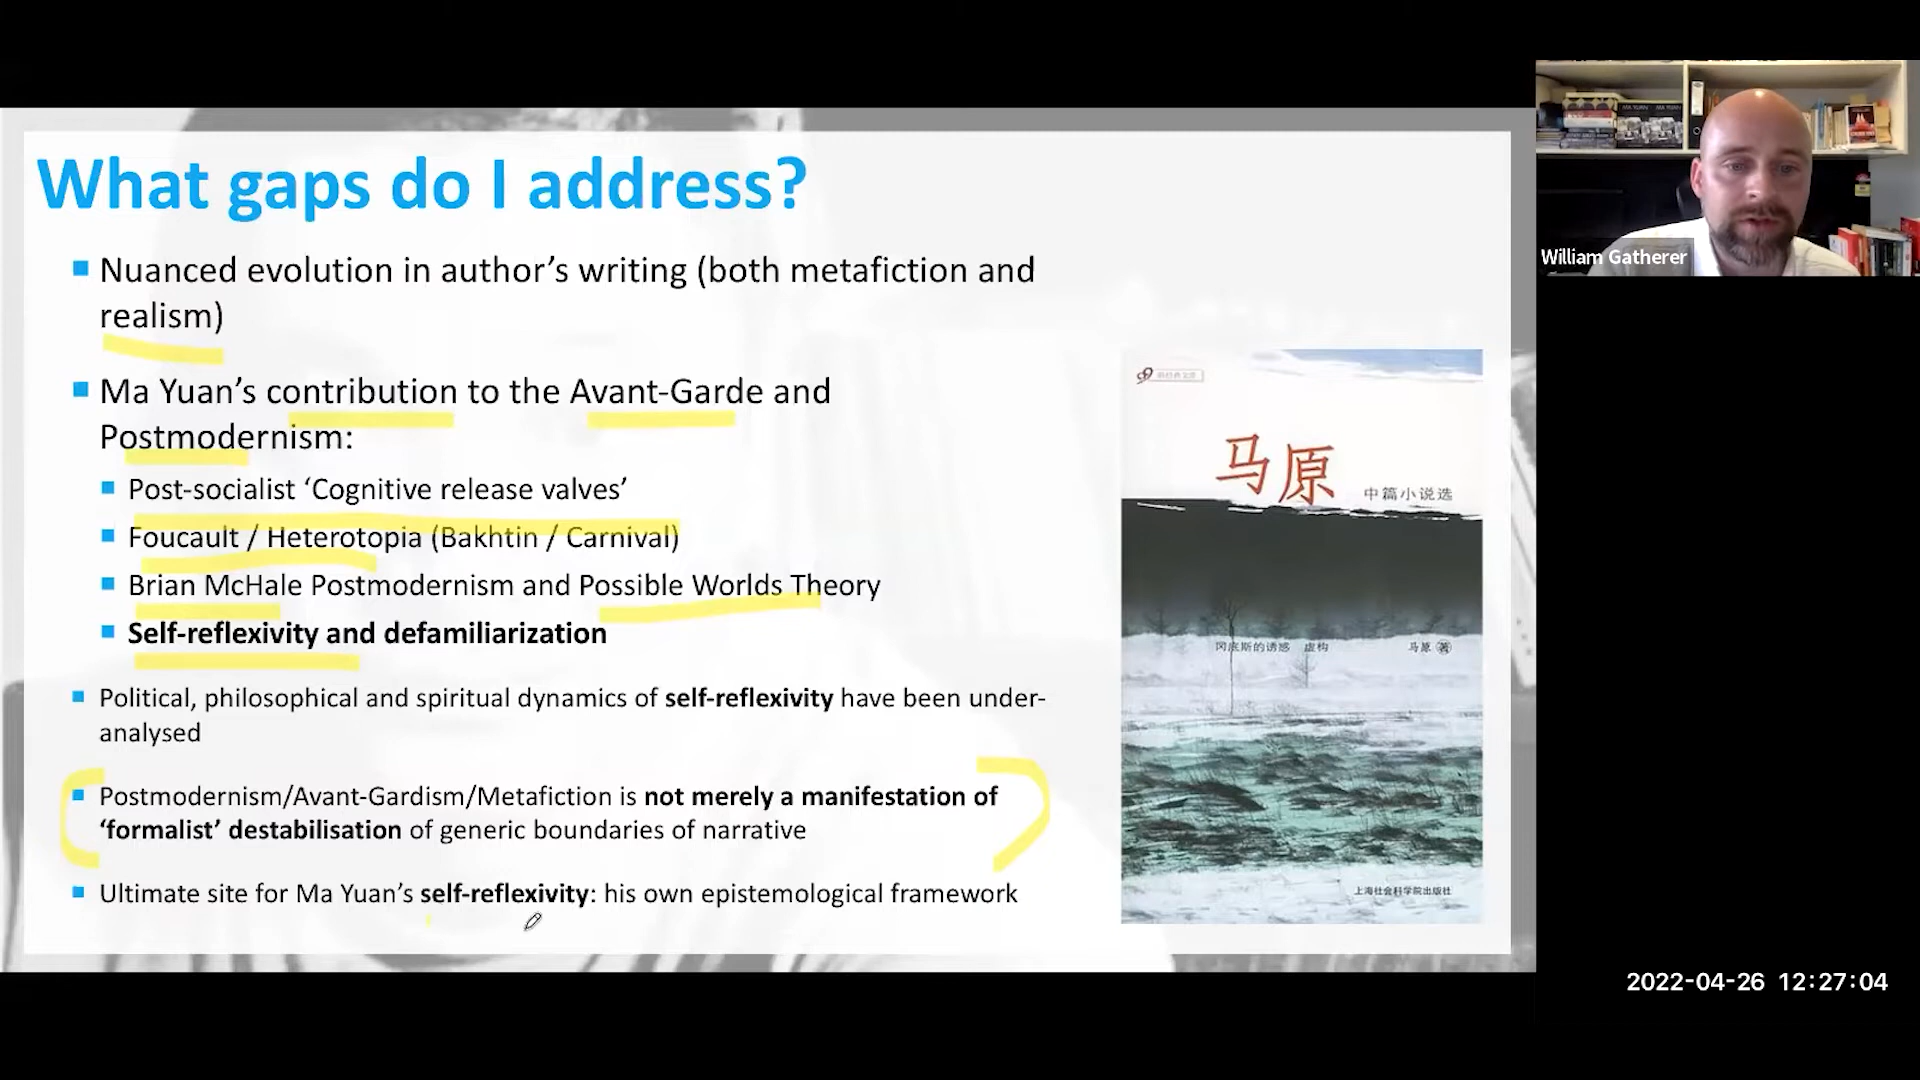 What gaps do I address?
Nuanced evolution in author's writing (both metafiction and
realism)
Ma Yuan's contribution to the Avant-Garde and
Postmodernism:
Post-socialist ‘Cognitive release valves’
Foucault / Heterotopia (Bakhtin / Carnival)
Brian McHale Postmodernism and Possible Worlds Theory
Self-reflexivity and defamiliarization
Political, philosophical and spiritual dynamics of self-reflexivity have been under-
analysed
Postmodernism/Avant-Gardism/Metafiction is not merely a manifestation of
‘formalist’ destabilisation of generic boundaries of narrative
Ultimate site for Ma Yuan's self-reflexivity: his own epistemological framework
马原
中篇小说选
冈底斯的诱惑 虚构
马原 著
上海社会科学院出版社
MA YUAN MA YUAN
William Gatherer
2022-04-26 12:27:04